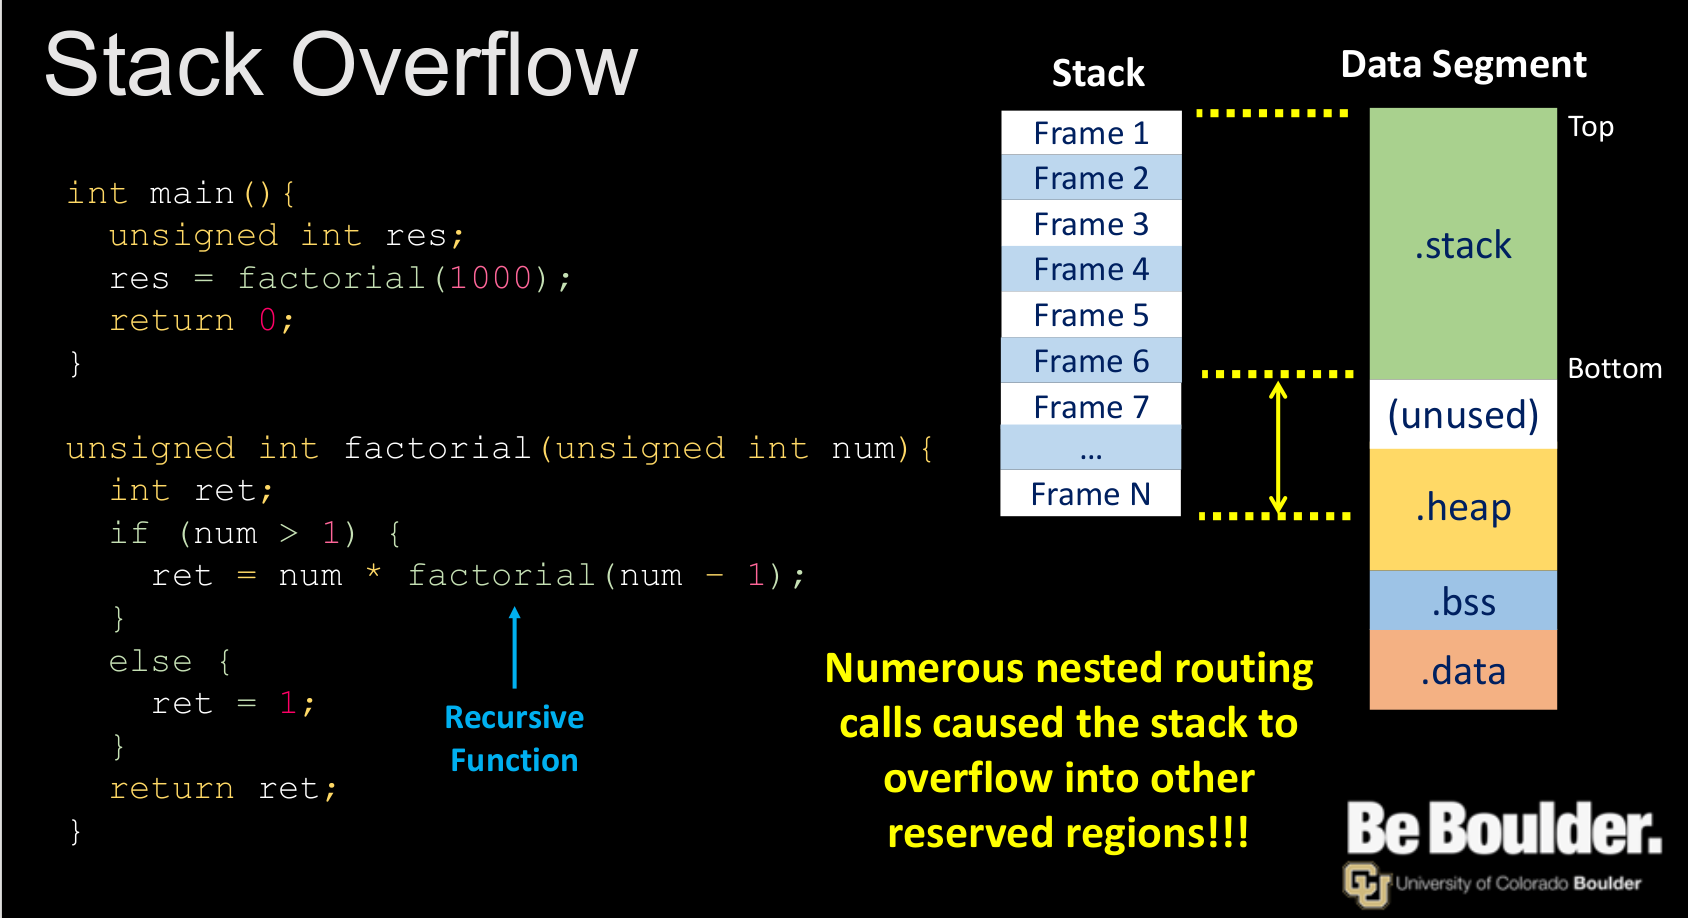 Stack Overflow
int main(){
unsigned int res;
res = factorial(1000);
return 0;
}
unsigned int factorial(unsigned int num){
int ret;
if (num > 1) {
ret = num * factorial(num – 1);
}
else {
ret = 1;
}
return ret;
}
Recursive
Function
Stack
Frame 1
Frame 2
Frame 3
Frame 4
Frame 5
Frame 6
Frame 7
...
Frame N
Data Segment
Top
.stack
Bottom
(unused)
.heap
.bss
.data
Numerous nested routing
calls caused the stack to
overflow into other
reserved regions!!!
Be Boulder.
CU University of Colorado Boulder